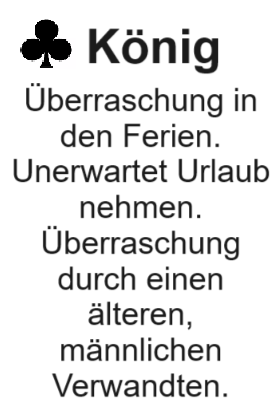 ♣ König
Überraschung in
den Ferien.
Unerwartet Urlaub
nehmen.
Überraschung
durch einen
älteren,
männlichen
Verwandten.